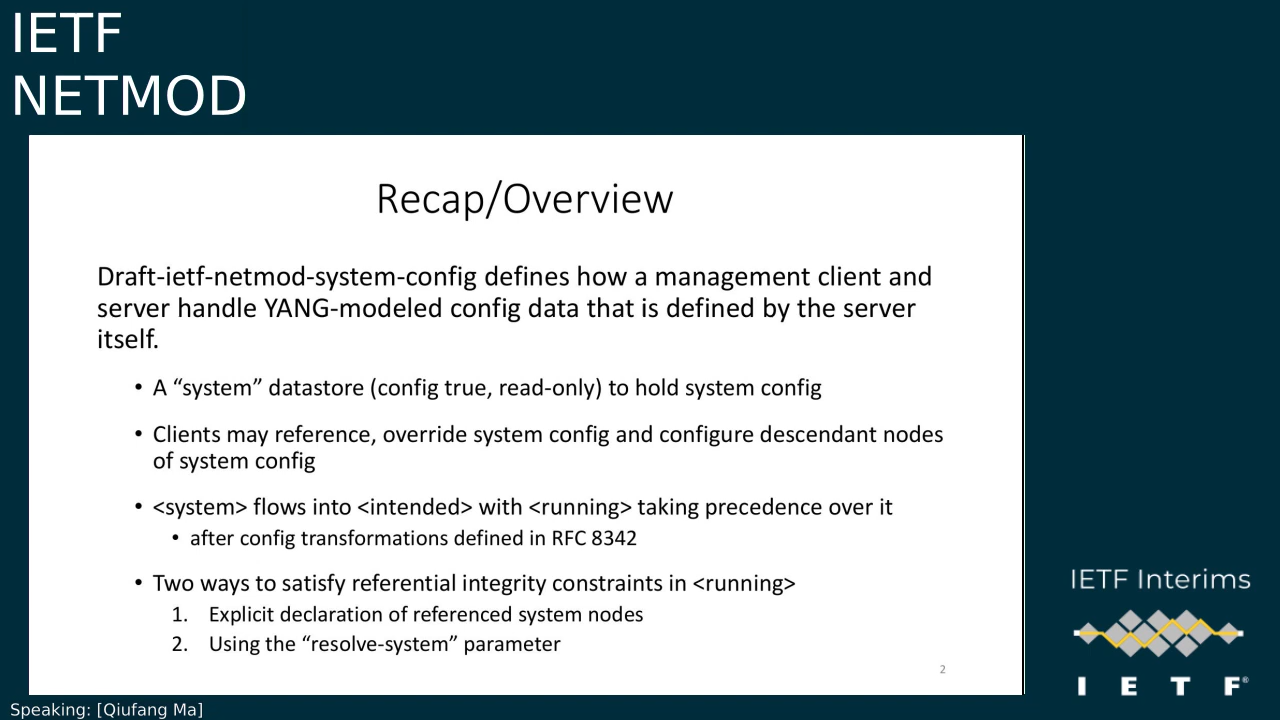 IETF
NETMOD
Recap/Overview
Draft-ietf-netmod-system-config defines how a management client and
server handle YANG-modeled config data that is defined by the server
itself.
• A “system” datastore (config true, read-only) to hold system config
• Clients may reference, override system config and configure descendant nodes
of system config
• <system> flows into <intended> with <running> taking precedence over it
• after config transformations defined in RFC 8342
• Two ways to satisfy referential integrity constraints in <running>
1. Explicit declaration of referenced system nodes
2. Using the “resolve-system” parameter
2
IETF Interims
I E T F®
Speaking: [Qiufang Ma]